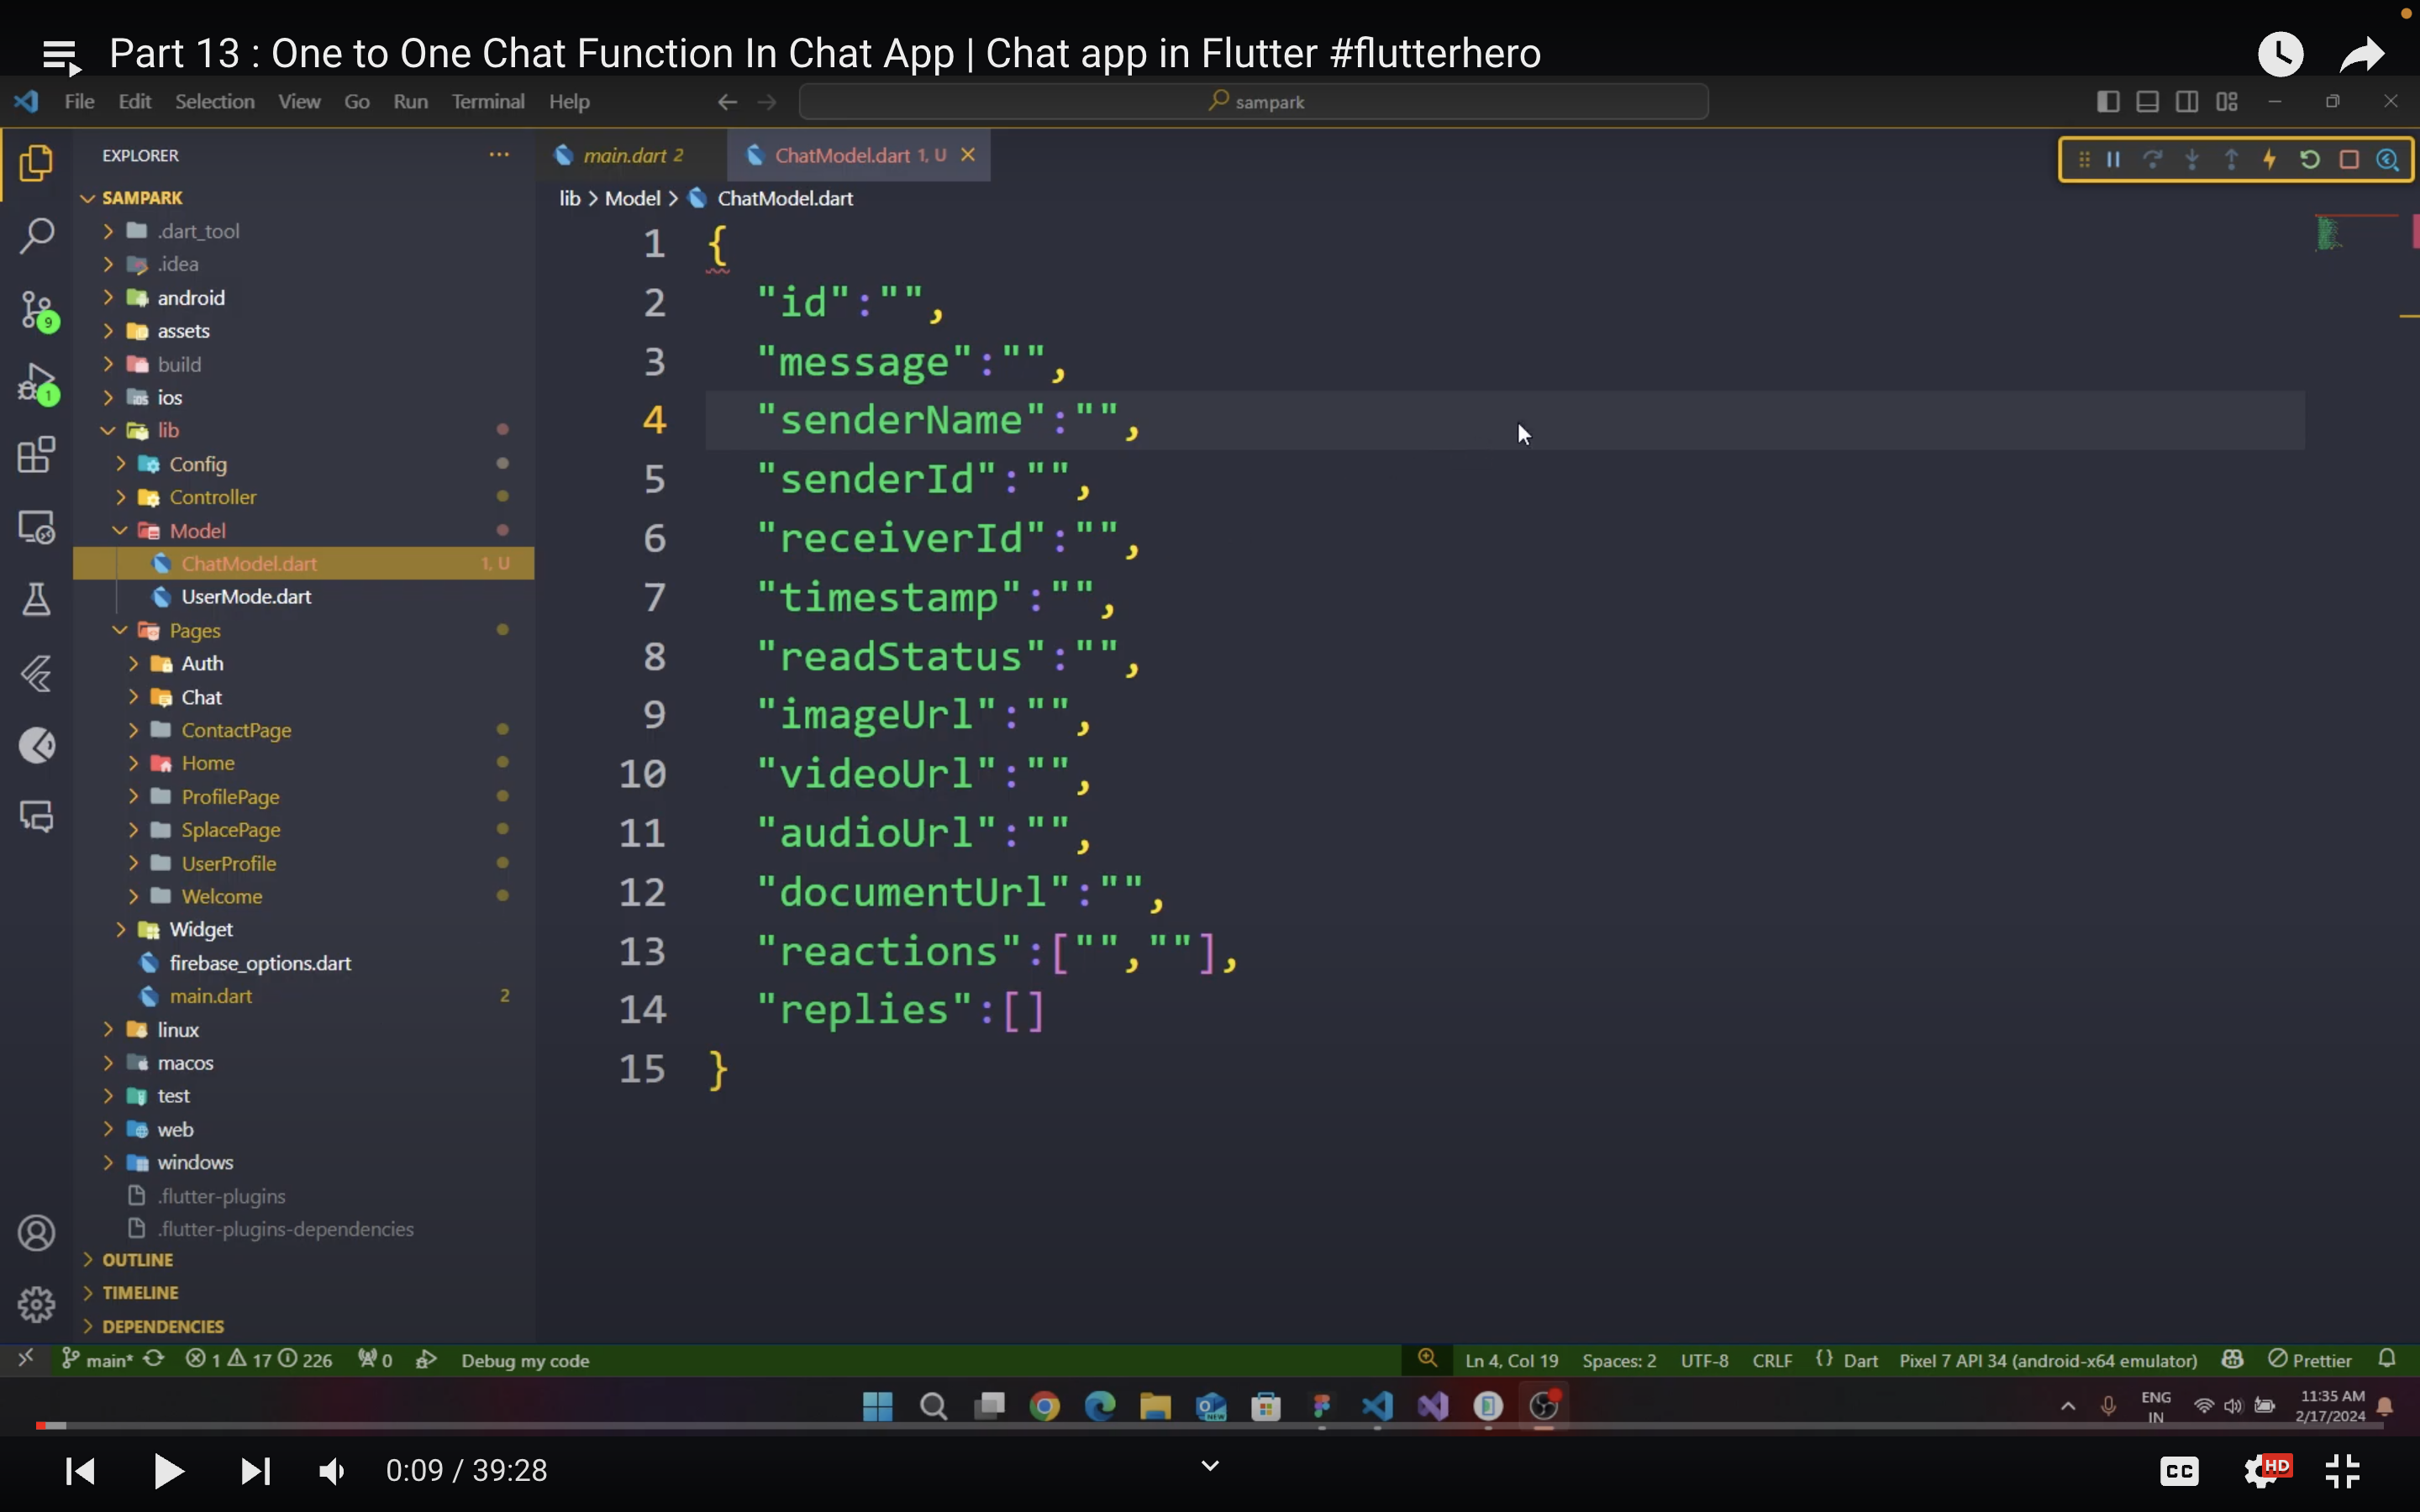 Part 13 : One to One Chat Function In Chat App | Chat app in Flutter #flutterhero
File Edit Selection View Go Run Terminal Help
sampark
EXPLORER
main.dart 2
ChatModel.dart 1, U
lib > Model > ChatModel.dart
SAMPARK
.dart_tool
.idea
android
assets
build
ios
lib
Config
Controller
Model
ChatModel.dart 1, U
UserMode.dart
Pages
Auth
Chat
ContactPage
Home
ProfilePage
SplacePage
UserProfile
Welcome
Widget
firebase_options.dart
main.dart 2
linux
macos
test
web
windows
.flutter-plugins
.flutter-plugins-dependencies
OUTLINE
TIMELINE
DEPENDENCIES
9
1
1 {
2 "id":"",
3 "message":"",
4 "senderName":"",
5 "senderId":"",
6 "receiverId":"",
7 "timestamp":"",
8 "readStatus":"",
9 "imageUrl":"",
10 "videoUrl":"",
11 "audioUrl":"",
12 "documentUrl":"",
13 "reactions":["",""],
14 "replies":[]
15 }
main* 1 17 226 0 Debug my code Ln 4, Col 19 Spaces: 2 UTF-8 CRLF {} Dart Pixel 7 API 34 (android-x64 emulator) Prettier
NEW
ENG
IN
11:35 AM
2/17/2024
0:09 / 39:28
CC
HD